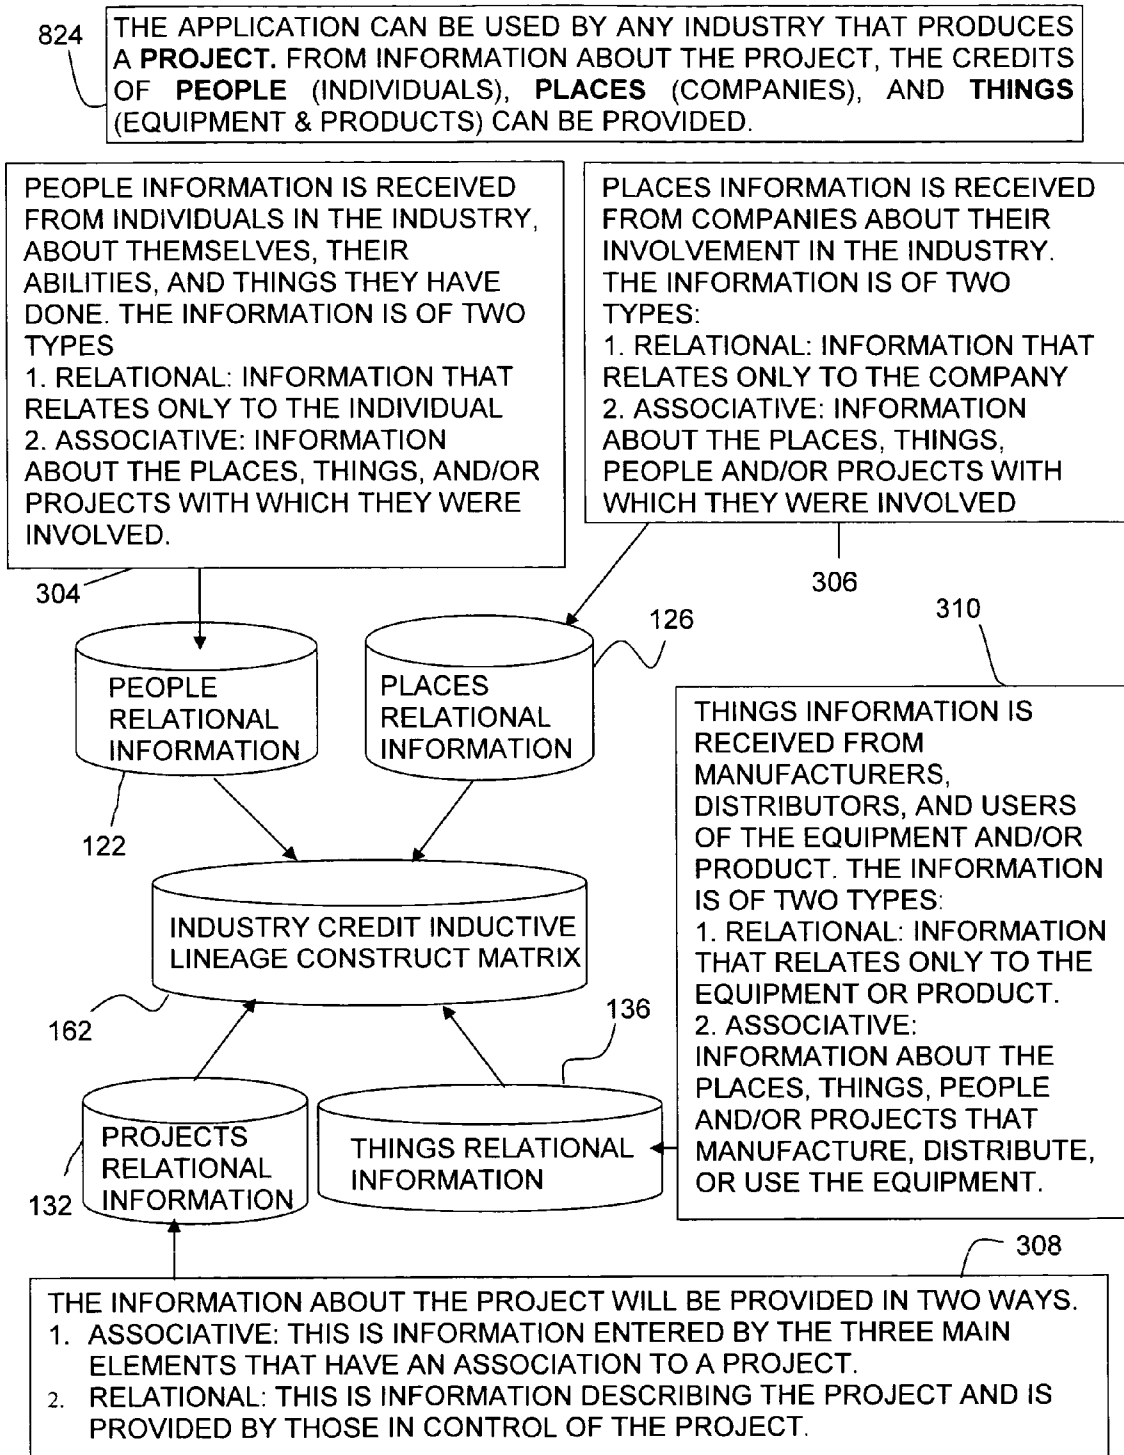 824
THE APPLICATION CAN BE USED BY ANY INDUSTRY THAT PRODUCES
A PROJECT. FROM INFORMATION ABOUT THE PROJECT, THE CREDITS
OF PEOPLE (INDIVIDUALS), PLACES (COMPANIES), AND THINGS
(EQUIPMENT & PRODUCTS) CAN BE PROVIDED.
PEOPLE INFORMATION IS RECEIVED
FROM INDIVIDUALS IN THE INDUSTRY,
ABOUT THEMSELVES, THEIR
ABILITIES, AND THINGS THEY HAVE
DONE. THE INFORMATION IS OF TWO
TYPES
1. RELATIONAL: INFORMATION THAT
RELATES ONLY TO THE INDIVIDUAL
2. ASSOCIATIVE: INFORMATION
ABOUT THE PLACES, THINGS, AND/OR
PROJECTS WITH WHICH THEY WERE
INVOLVED.
304
PLACES INFORMATION IS RECEIVED
FROM COMPANIES ABOUT THEIR
INVOLVEMENT IN THE INDUSTRY.
THE INFORMATION IS OF TWO
TYPES:
1. RELATIONAL: INFORMATION THAT
RELATES ONLY TO THE COMPANY
2. ASSOCIATIVE: INFORMATION
ABOUT THE PLACES, THINGS,
PEOPLE AND/OR PROJECTS WITH
WHICH THEY WERE INVOLVED
306
PEOPLE
RELATIONAL
INFORMATION
122
PLACES
RELATIONAL
INFORMATION
126
310
THINGS INFORMATION IS
RECEIVED FROM
MANUFACTURERS,
DISTRIBUTORS, AND USERS
OF THE EQUIPMENT AND/OR
PRODUCT. THE INFORMATION
IS OF TWO TYPES:
1. RELATIONAL: INFORMATION
THAT RELATES ONLY TO THE
EQUIPMENT OR PRODUCT.
2. ASSOCIATIVE:
INFORMATION ABOUT THE
PLACES, THINGS, PEOPLE
AND/OR PROJECTS THAT
MANUFACTURE, DISTRIBUTE,
OR USE THE EQUIPMENT.
INDUSTRY CREDIT INDUCTIVE
LINEAGE CONSTRUCT MATRIX
162
136
PROJECTS
RELATIONAL
INFORMATION
132
THINGS RELATIONAL
INFORMATION
308
THE INFORMATION ABOUT THE PROJECT WILL BE PROVIDED IN TWO WAYS.
1. ASSOCIATIVE: THIS IS INFORMATION ENTERED BY THE THREE MAIN
ELEMENTS THAT HAVE AN ASSOCIATION TO A PROJECT.
2. RELATIONAL: THIS IS INFORMATION DESCRIBING THE PROJECT AND IS
PROVIDED BY THOSE IN CONTROL OF THE PROJECT.